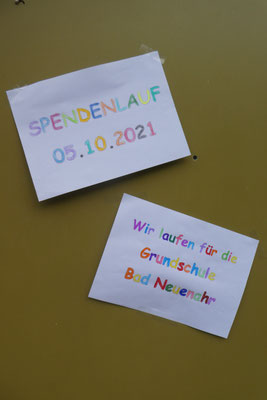 SPENDENLAUF
05.10.2021
Wir laufen für die
Grundschule
Bad Neuenahr